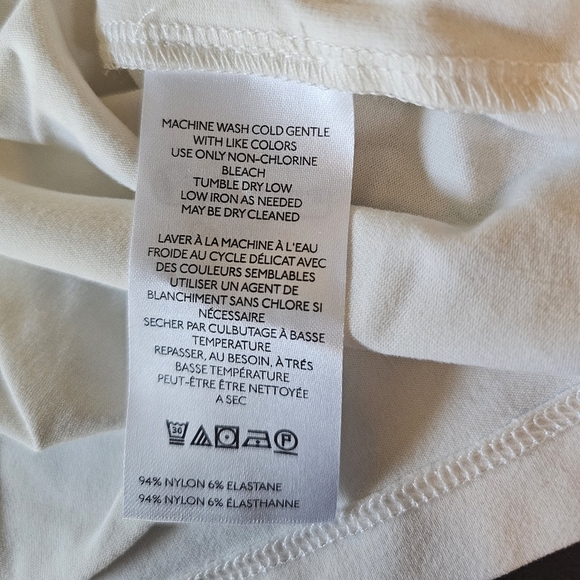 MACHINE WASH COLD GENTLE
WITH LIKE COLORS
USE ONLY NON-CHLORINE
BLEACH
TUMBLE DRY LOW
LOW IRON AS NEEDED
MAY BE DRY CLEANED
LAVER À LA MACHINE À L'EAU
FROIDE AU CYCLE DÉLICAT AVEC
DES COULEURS SEMBLABLES
UTILISER UN AGENT DE
BLANCHIMENT SANS CHLORE SI
NÉCESSAIRE
SECHER PAR CULBUTAGE À BASSE
TEMPERATURE
REPASSER, AU BESOIN, À TRÉS
BASSE TEMPÉRATURE
PEUT-ÊTRE ÊTRE NETTOYÉE
A SEC
30 P
94% NYLON 6% ELASTANE
94% NYLON 6% ÉLASTHANNE